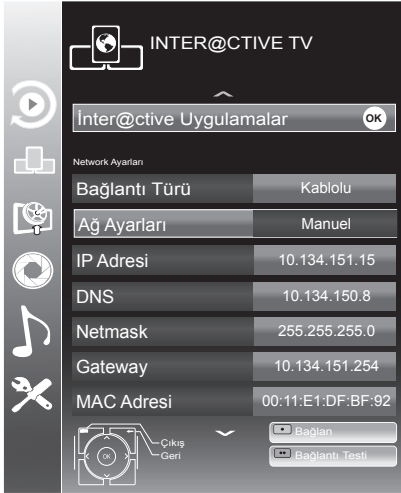 INTER@CTIVE TV
İnter@ctive Uygulamalar OK
Network Ayarları
Bağlantı Türü Kablolu
Ağ Ayarları Manuel
IP Adresi 10.134.151.15
DNS 10.134.150.8
Netmask 255.255.255.0
Gateway 10.134.151.254
MAC Adresi 00:11:E1:DF:BF:92
OK
Çıkış
Geri
Bağlan
Bağlantı Testi